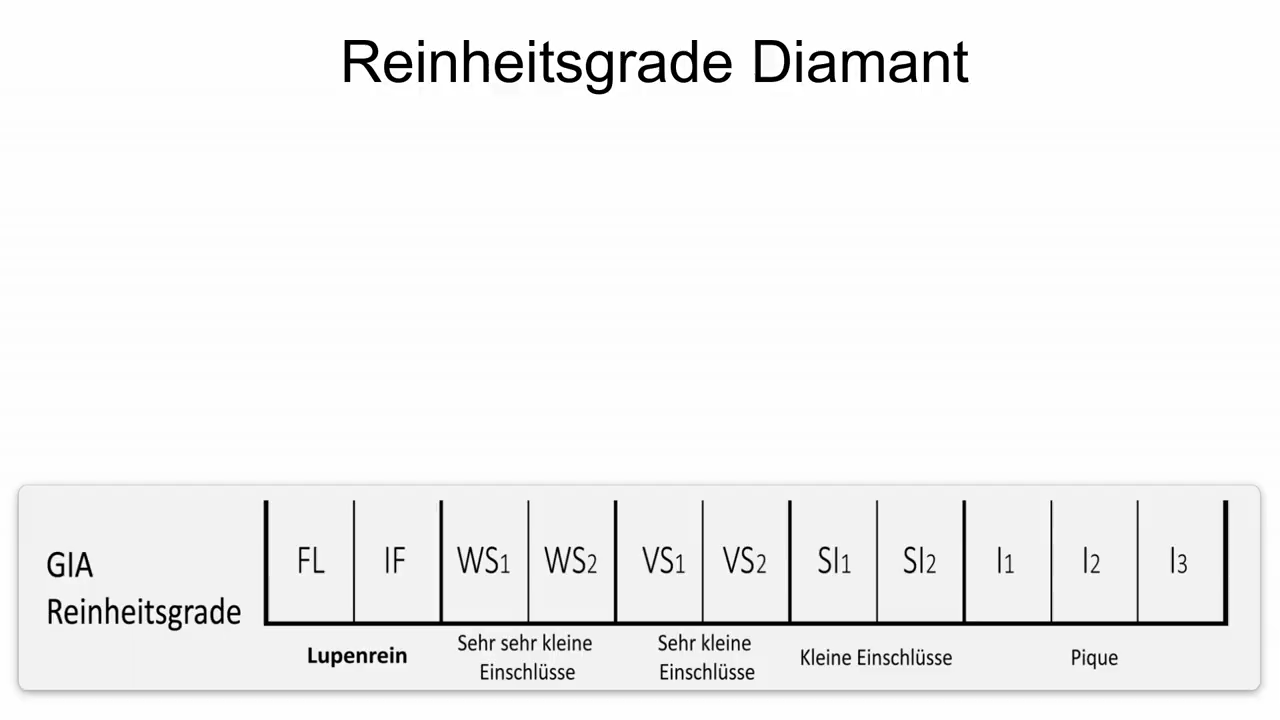 Reinheitsgrade Diamant
GIA
Reinheitsgrade
FL IF WS1 WS2 VS1 VS2 SI1 SI2 I1 I2 I3
Lupenrein
Sehr sehr kleine
Einschlüsse
Sehr kleine
Einschlüsse
Kleine Einschlüsse
Pique